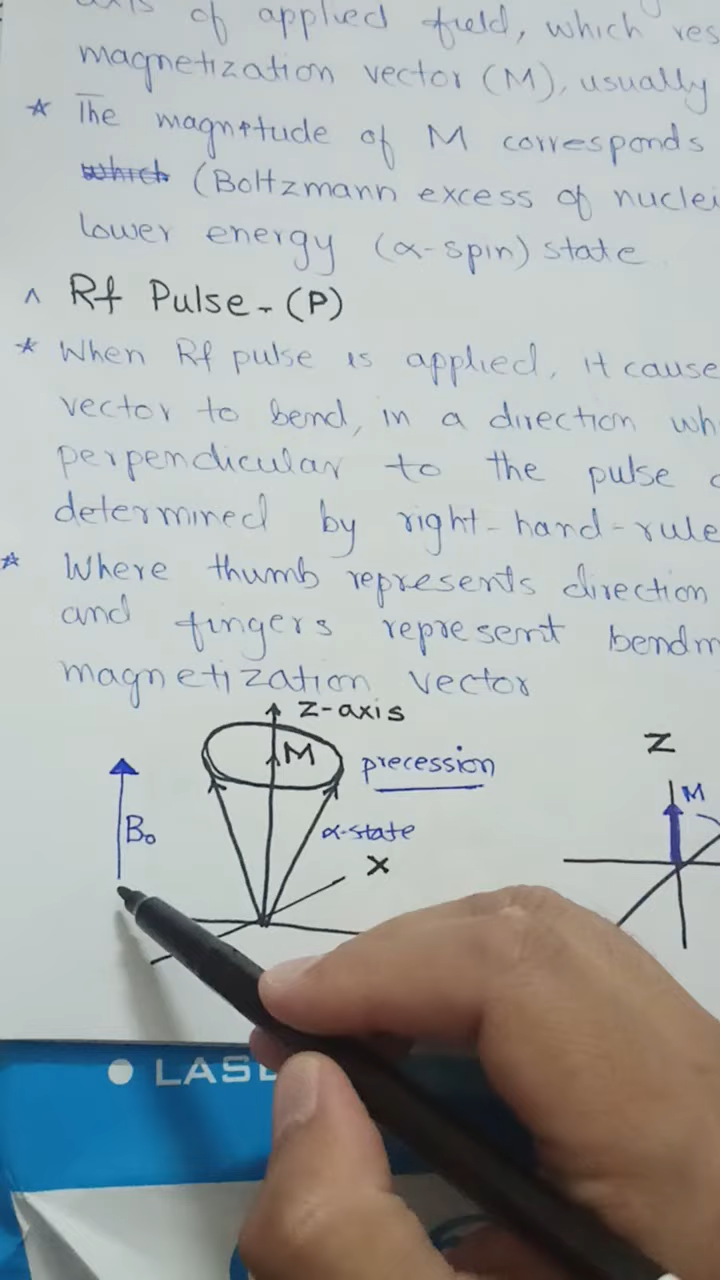 axis of applied field, which res
magnetization vector (M), usually
* The magnitude of M corresponds
which (Boltzmann excess of nuclei
lower energy (α-spin) state
^ Rf Pulse - (P)
* When Rf pulse is applied, it cause
vector to bend, in a direction wh
perpendicular to the pulse
determined by right-hand-rule
* Where thumb represents direction
and fingers represent bend
magnetization vector
Z-axis
M
precession
B₀
α-state
X
Z
M
LASE